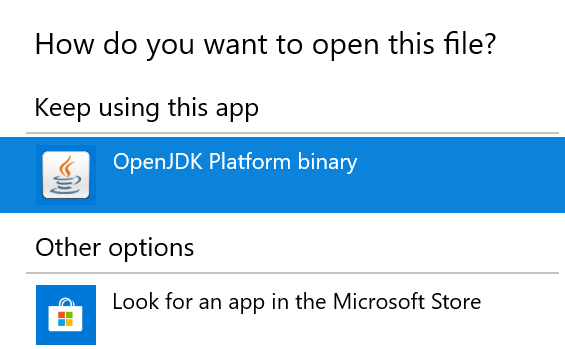 How do you want to open this file?
Keep using this app
OpenJDK Platform binary
Other options
Look for an app in the Microsoft Store